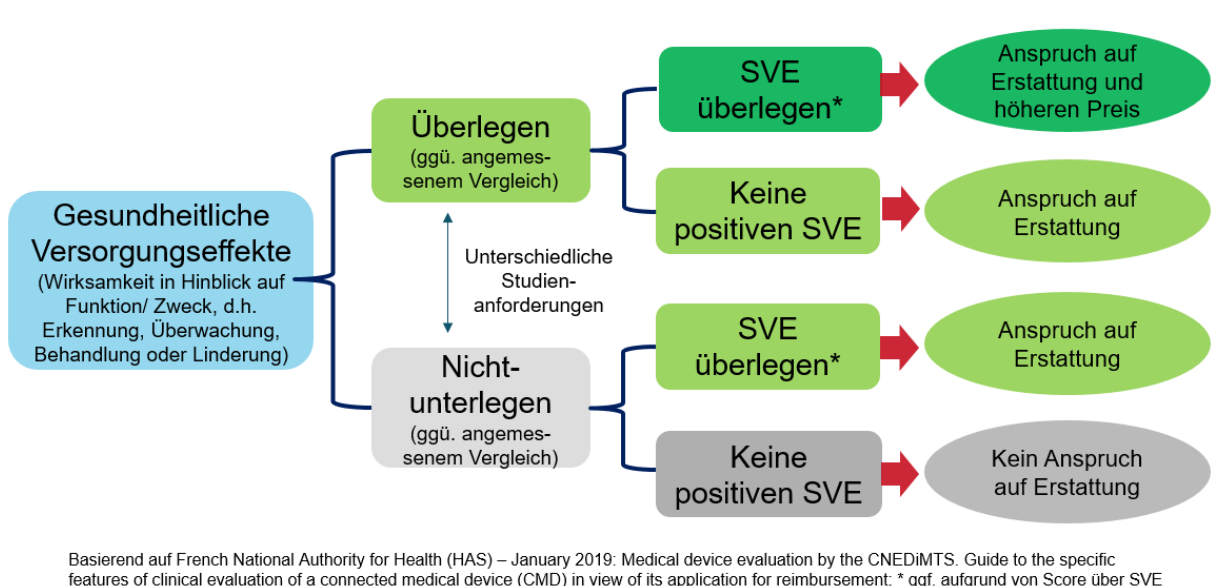 Gesundheitliche
Versorgungseffekte
(Wirksamkeit in Hinblick auf
Funktion/ Zweck, d.h.
Erkennung, Überwachung,
Behandlung oder Linderung)
Überlegen
(ggü. angemes-
senem Vergleich)
Unterschiedliche
Studien-
anforderungen
Nicht-
unterlegen
(ggü. angemes-
senem Vergleich)
SVE
überlegen*
Anspruch auf
Erstattung und
höheren Preis
Keine
positiven SVE
Anspruch auf
Erstattung
SVE
überlegen*
Anspruch auf
Erstattung
Keine
positiven SVE
Kein Anspruch
auf Erstattung
Basierend auf French National Authority for Health (HAS) – January 2019: Medical device evaluation by the CNEDiMTS. Guide to the specific
features of clinical evaluation of a connected medical device (CMD) in view of its application for reimbursement; * ggf. aufgrund von Score über SVE